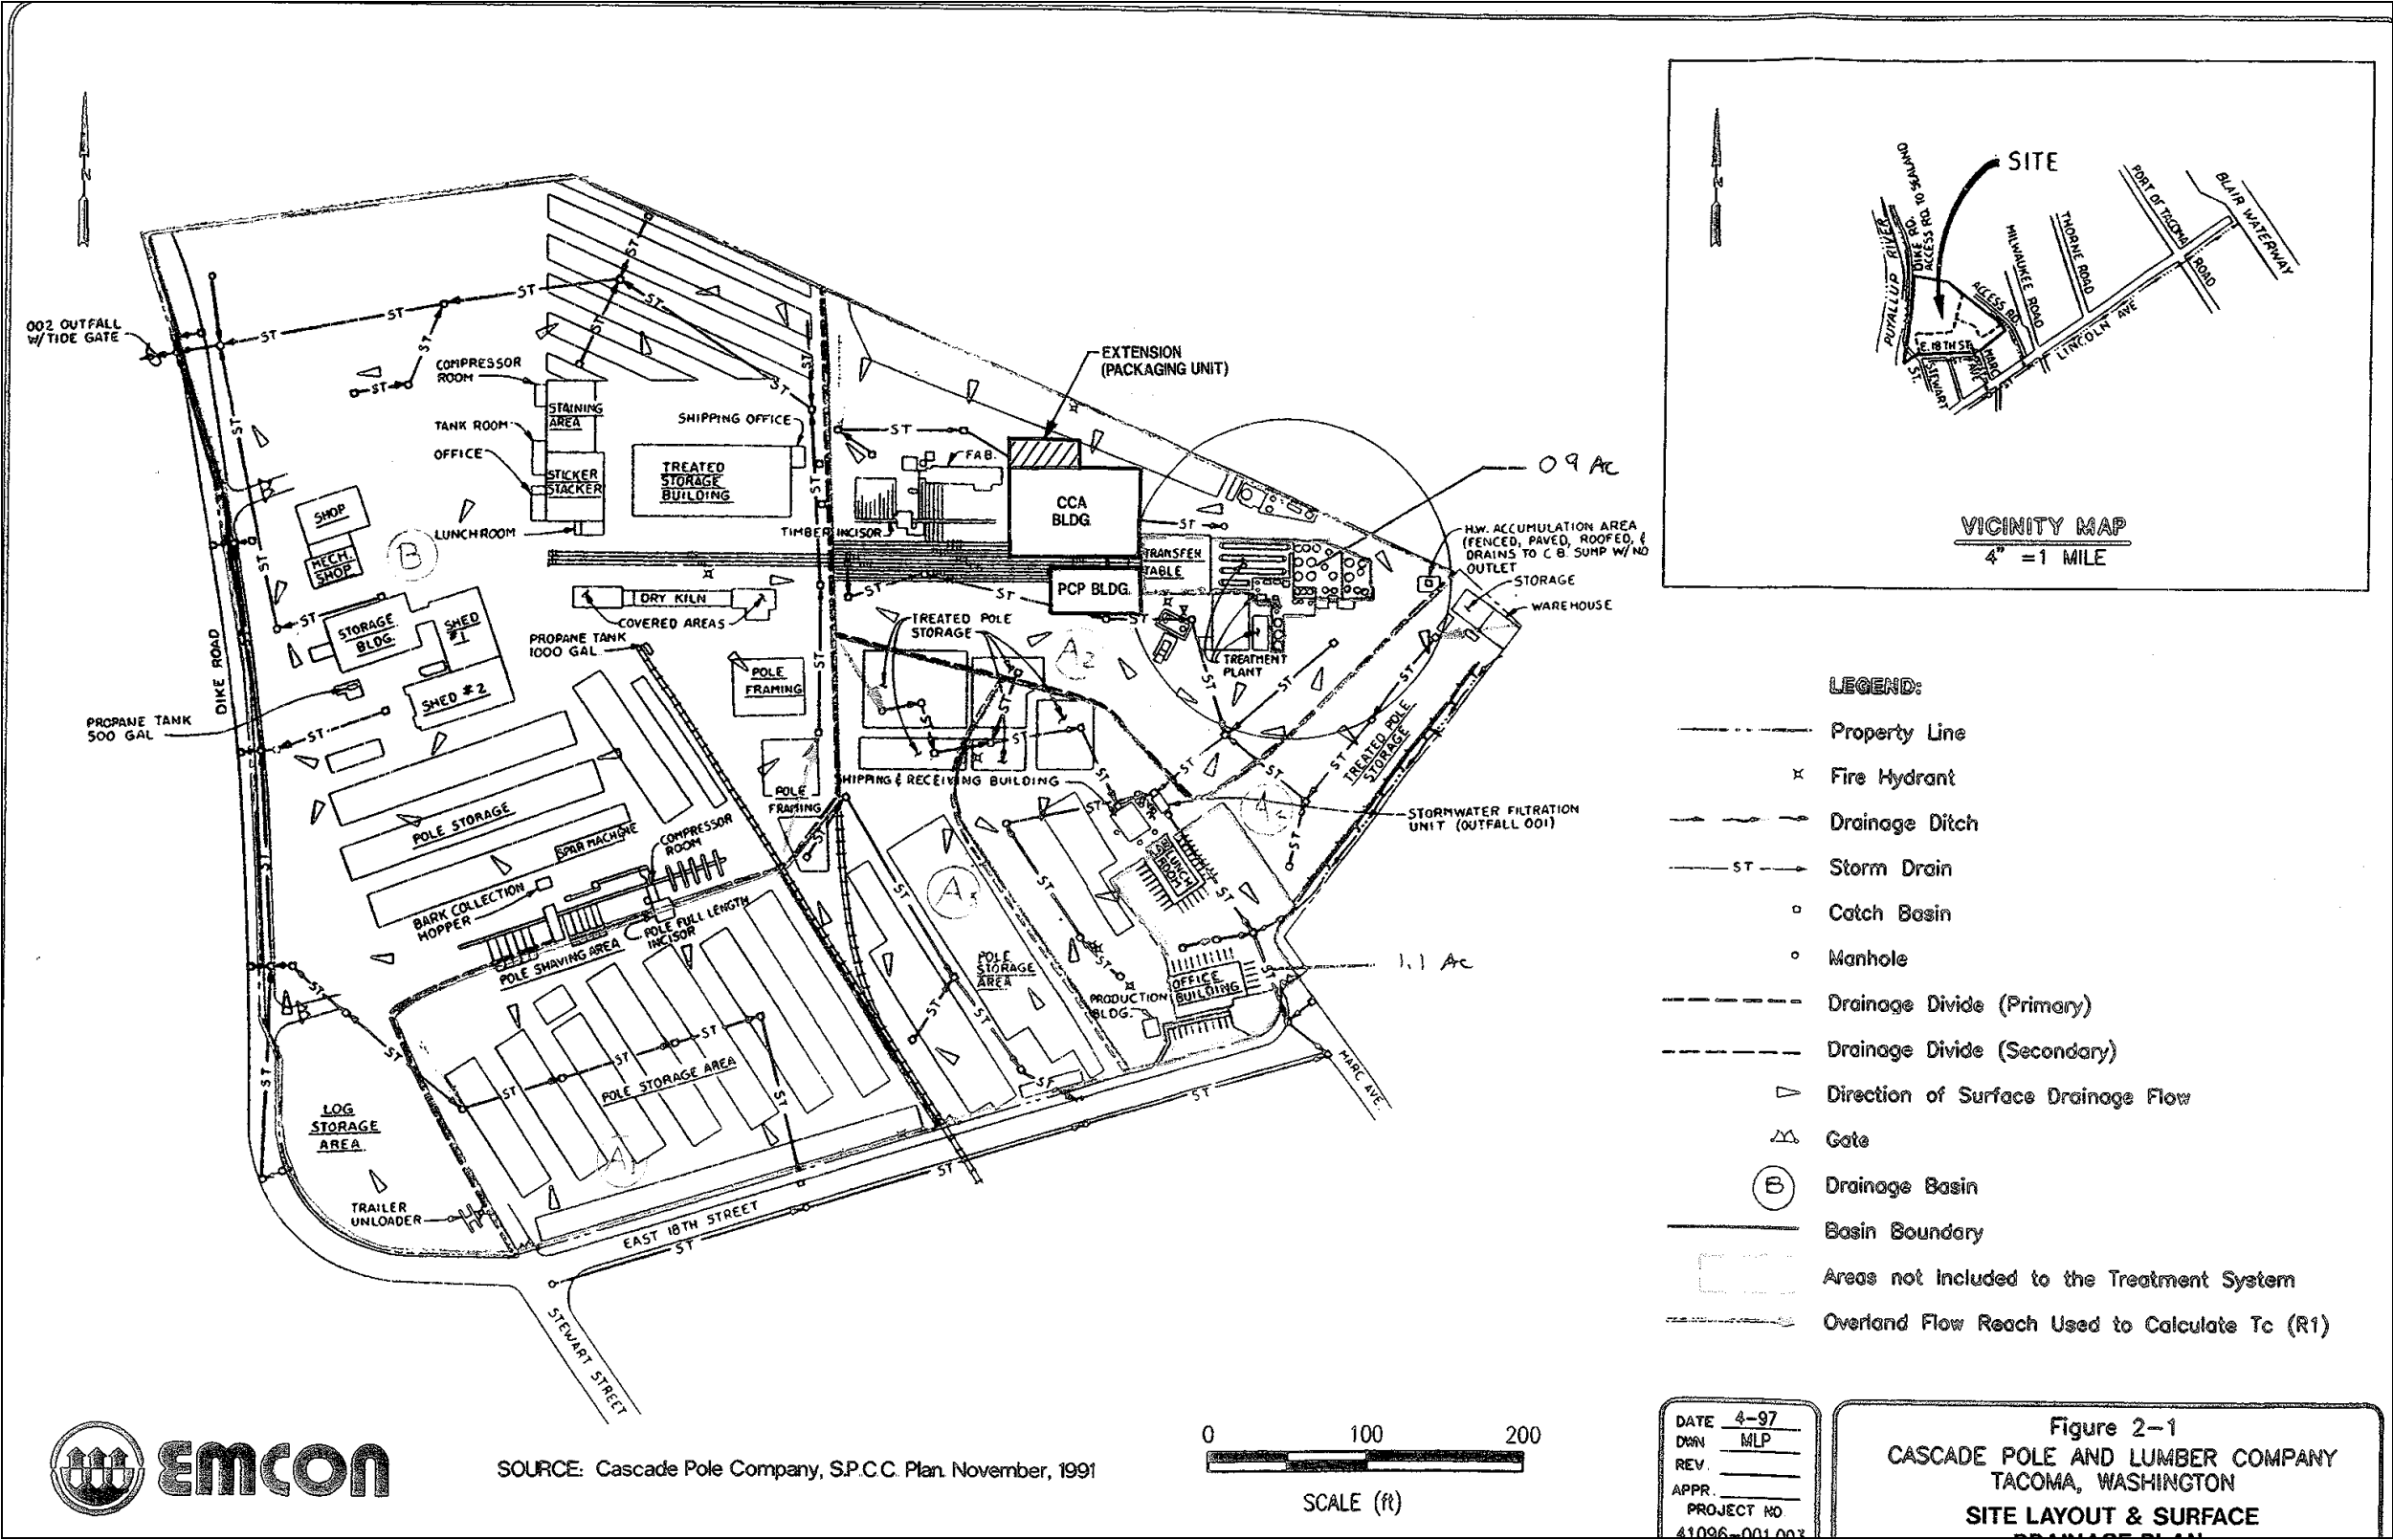 002 OUTFALL
W/ TIDE GATE
COMPRESSOR
ROOM
STAINING
AREA
TANK ROOM
OFFICE
STICKER
STACKER
LUNCHROOM
SHIPPING OFFICE
TREATED
STORAGE
BUILDING
EXTENSION
(PACKAGING UNIT)
FAB.
TIMBER INCISOR
CCA
BLDG.
09 Ac
H.W. ACCUMULATION AREA
(FENCED, PAVED, ROOFED, &
DRAINS TO C B. SUMP W/ NO
OUTLET
STORAGE
WAREHOUSE
TRANSFER
TABLE
PCP BLDG.
SHOP
MECH.
SHOP
B
DRY KILN
COVERED AREAS
STORAGE
BLDG.
SHED
#1
SHED #2
PROPANE TANK
1000 GAL.
PROPANE TANK
500 GAL
DIKE ROAD
TREATED POLE
STORAGE
A2
TREATMENT
PLANT
POLE
FRAMING
POLE
FRAMING
TREATED POLE
STORAGE
HIPPING & RECEIVING BUILDING
STORMWATER FILTRATION
UNIT (OUTFALL 001)
POLE STORAGE
SPAR MACHINE
COMPRESSOR
ROOM
BARK COLLECTION
HOPPER
POLE FULL LENGTH
INCISOR
POLE SHAVING AREA
LUNCH
ROOM
POLE
STORAGE
AREA
OFFICE
BUILDING
1.1 Ac
PRODUCTION
BLDG.
POLE STORAGE AREA
LOG
STORAGE
AREA
TRAILER
UNLOADER
EAST 18TH STREET
STEWART STREET
MARC AVE.
ST
N
SITE
PUYALLUP RIVER
DIKE RD.
ACCESS RD. TO SEALAND
ACCESS RD.
MILWAUKEE ROAD
THORNE ROAD
PORT OF TACOMA
ROAD
BLAIR WATERWAY
LINCOLN AVE
E. 18TH ST.
STEWART
ST.
MARC
AVE
VICINITY MAP
4" = 1 MILE
LEGEND:
Property Line
Fire Hydrant
Drainage Ditch
ST Storm Drain
Catch Basin
Manhole
Drainage Divide (Primary)
Drainage Divide (Secondary)
Direction of Surface Drainage Flow
Gate
B Drainage Basin
Basin Boundary
Areas not Included to the Treatment System
Overland Flow Reach Used to Calculate Tc (R1)
EMCON
SOURCE: Cascade Pole Company, S.P.C.C. Plan. November, 1991
0 100 200
SCALE (ft)
DATE 4-97
DWN MLP
REV.
APPR.
PROJECT NO.
41096-001.003
Figure 2-1
CASCADE POLE AND LUMBER COMPANY
TACOMA, WASHINGTON
SITE LAYOUT & SURFACE
DRAINAGE PLAN